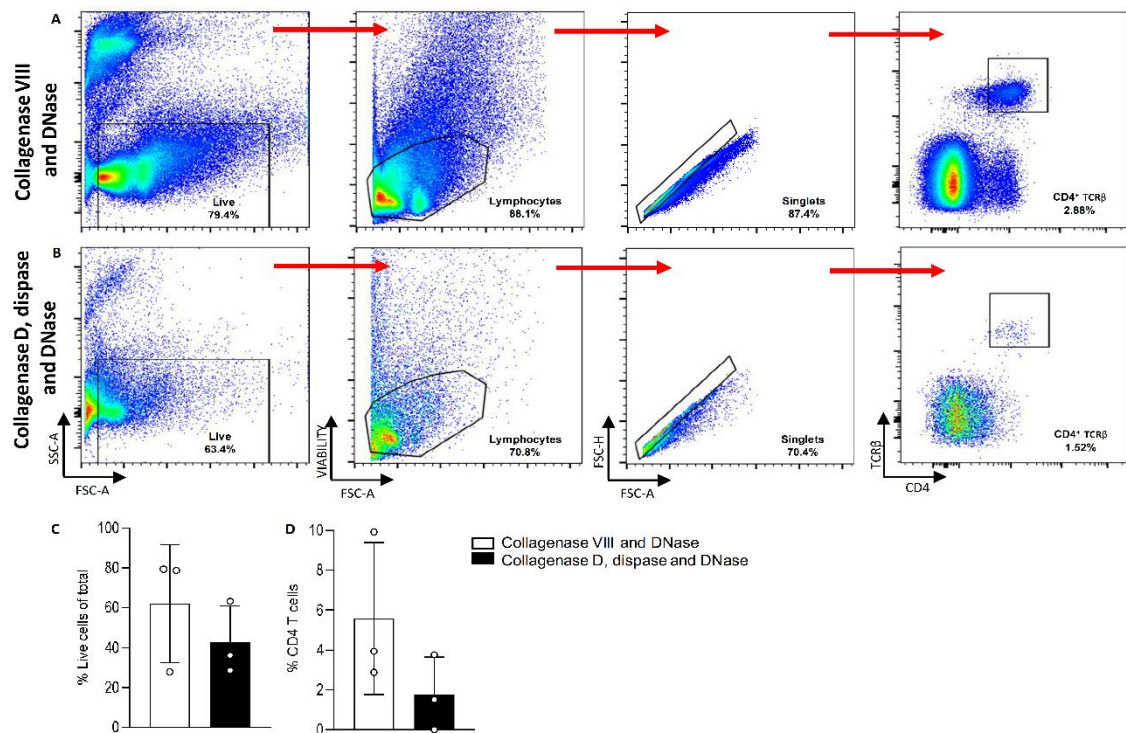 A
Collagenase VIII
and DNase
Live
79.4%
Lymphocytes
88.1%
Singlets
87.4%
CD4⁺ TCRβ
2.88%
B
Collagenase D, dispase
and DNase
SSC-A
FSC-A
Live
63.4%
VIABILITY
FSC-A
Lymphocytes
70.8%
FSC-H
FSC-A
Singlets
70.4%
TCRβ
CD4
CD4⁺ TCRβ
1.52%
C
% Live cells of total
100
80
60
40
20
0
D
% CD4 T cells
10
8
6
4
2
0
Collagenase VIII and DNase
Collagenase D, dispase and DNase